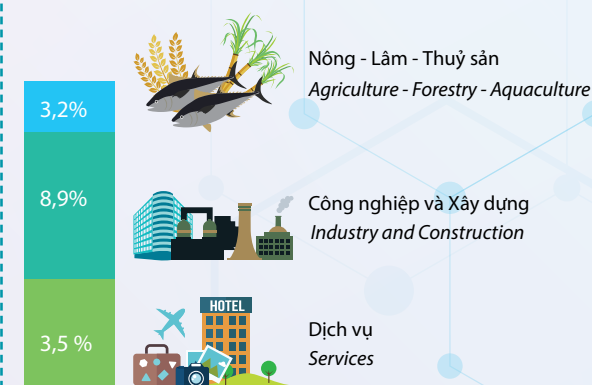 Nông - Lâm - Thuỷ sản
3,2%
Agriculture - Forestry - Aquaculture
8,9%
Công nghiệp và Xây dựng
Industry and Construction
HOTEL
3,5 %
Dịch vụ
Services